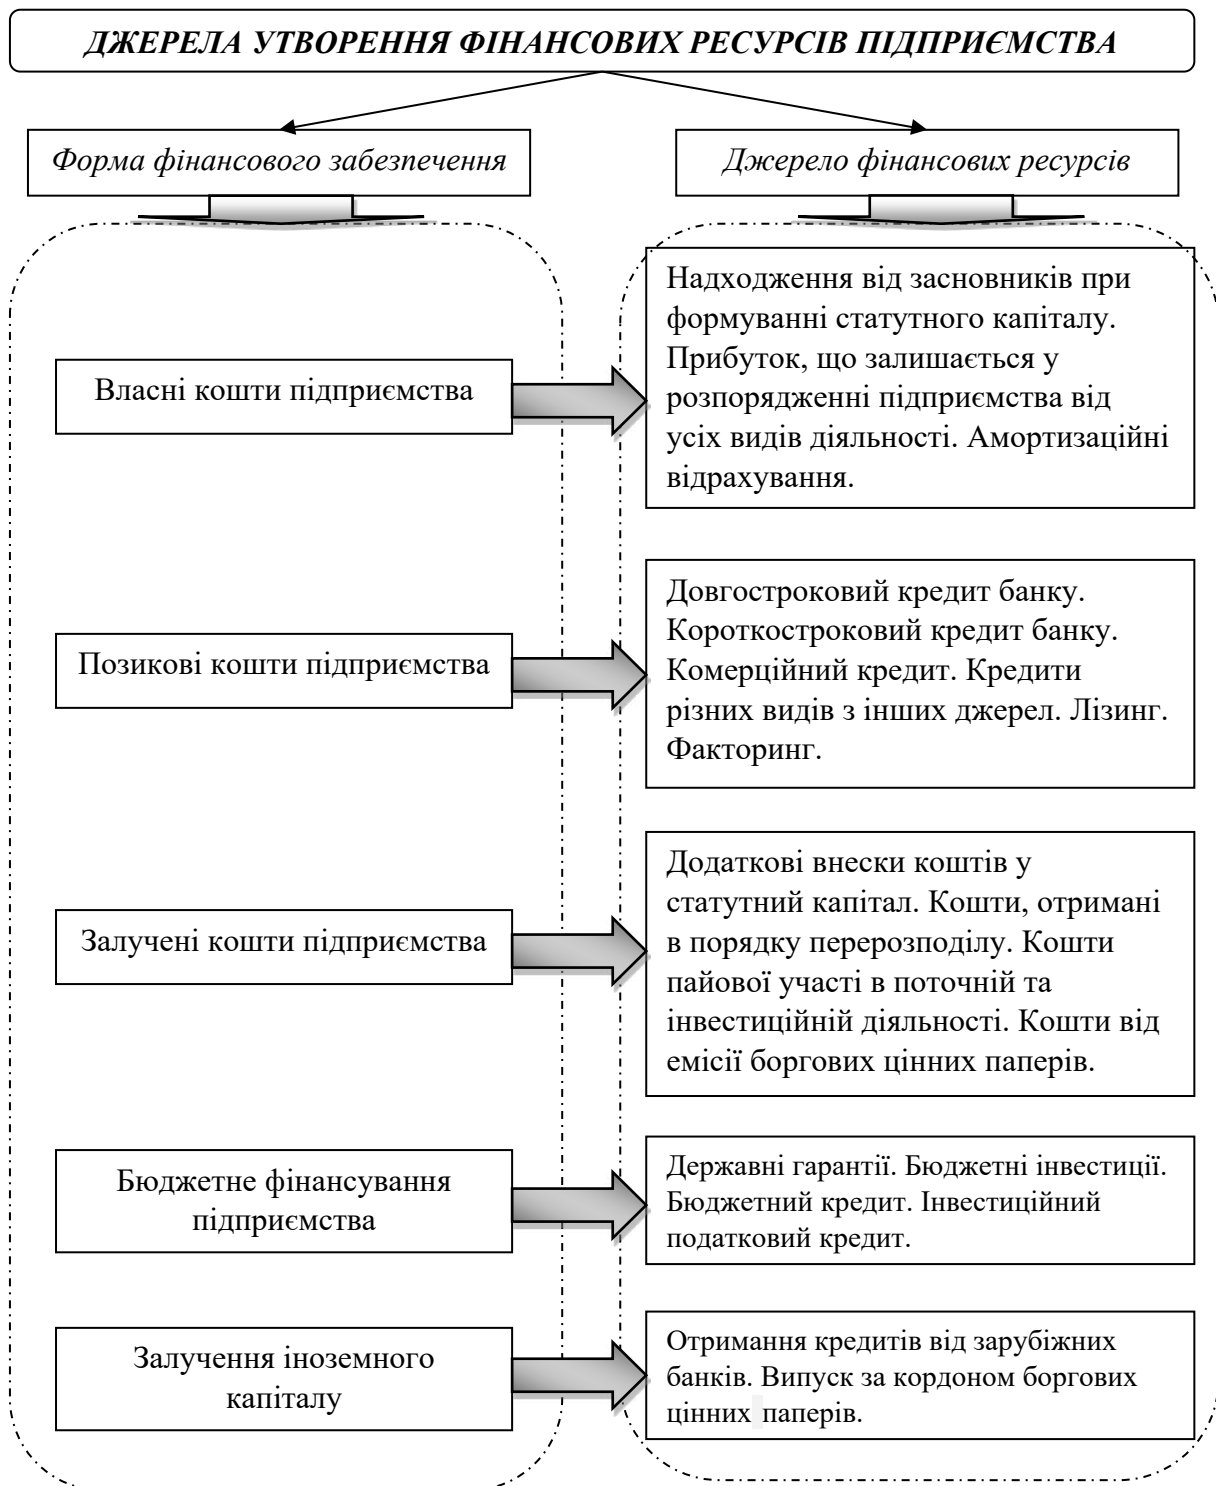 ДЖЕРЕЛА УТВОРЕННЯ ФІНАНСОВИХ РЕСУРСІВ ПІДПРИЄМСТВА
Форма фінансового забезпечення
Джерело фінансових ресурсів
Власні кошти підприємства
Надходження від засновників при
формуванні статутного капіталу.
Прибуток, що залишається у
розпорядженні підприємства від
усіх видів діяльності. Амортизаційні
відрахування.
Позикові кошти підприємства
Довгостроковий кредит банку.
Короткостроковий кредит банку.
Комерційний кредит. Кредити
різних видів з інших джерел. Лізинг.
Факторинг.
Залучені кошти підприємства
Додаткові внески коштів у
статутний капітал. Кошти, отримані
в порядку перерозподілу. Кошти
пайової участі в поточній та
інвестиційній діяльності. Кошти від
емісії боргових цінних паперів.
Бюджетне фінансування
підприємства
Державні гарантії. Бюджетні інвестиції.
Бюджетний кредит. Інвестиційний
податковий кредит.
Залучення іноземного
капіталу
Отримання кредитів від зарубіжних
банків. Випуск за кордоном боргових
цінних паперів.